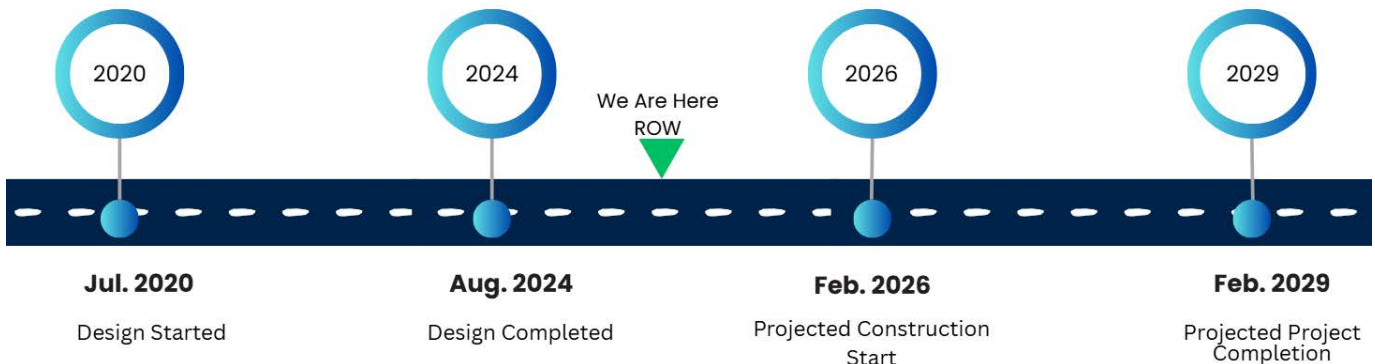 2020
2024
We Are Here
ROW
2026
2029
Jul. 2020
Design Started
Aug. 2024
Design Completed
Feb. 2026
Projected Construction
Start
Feb. 2029
Projected Project
Completion